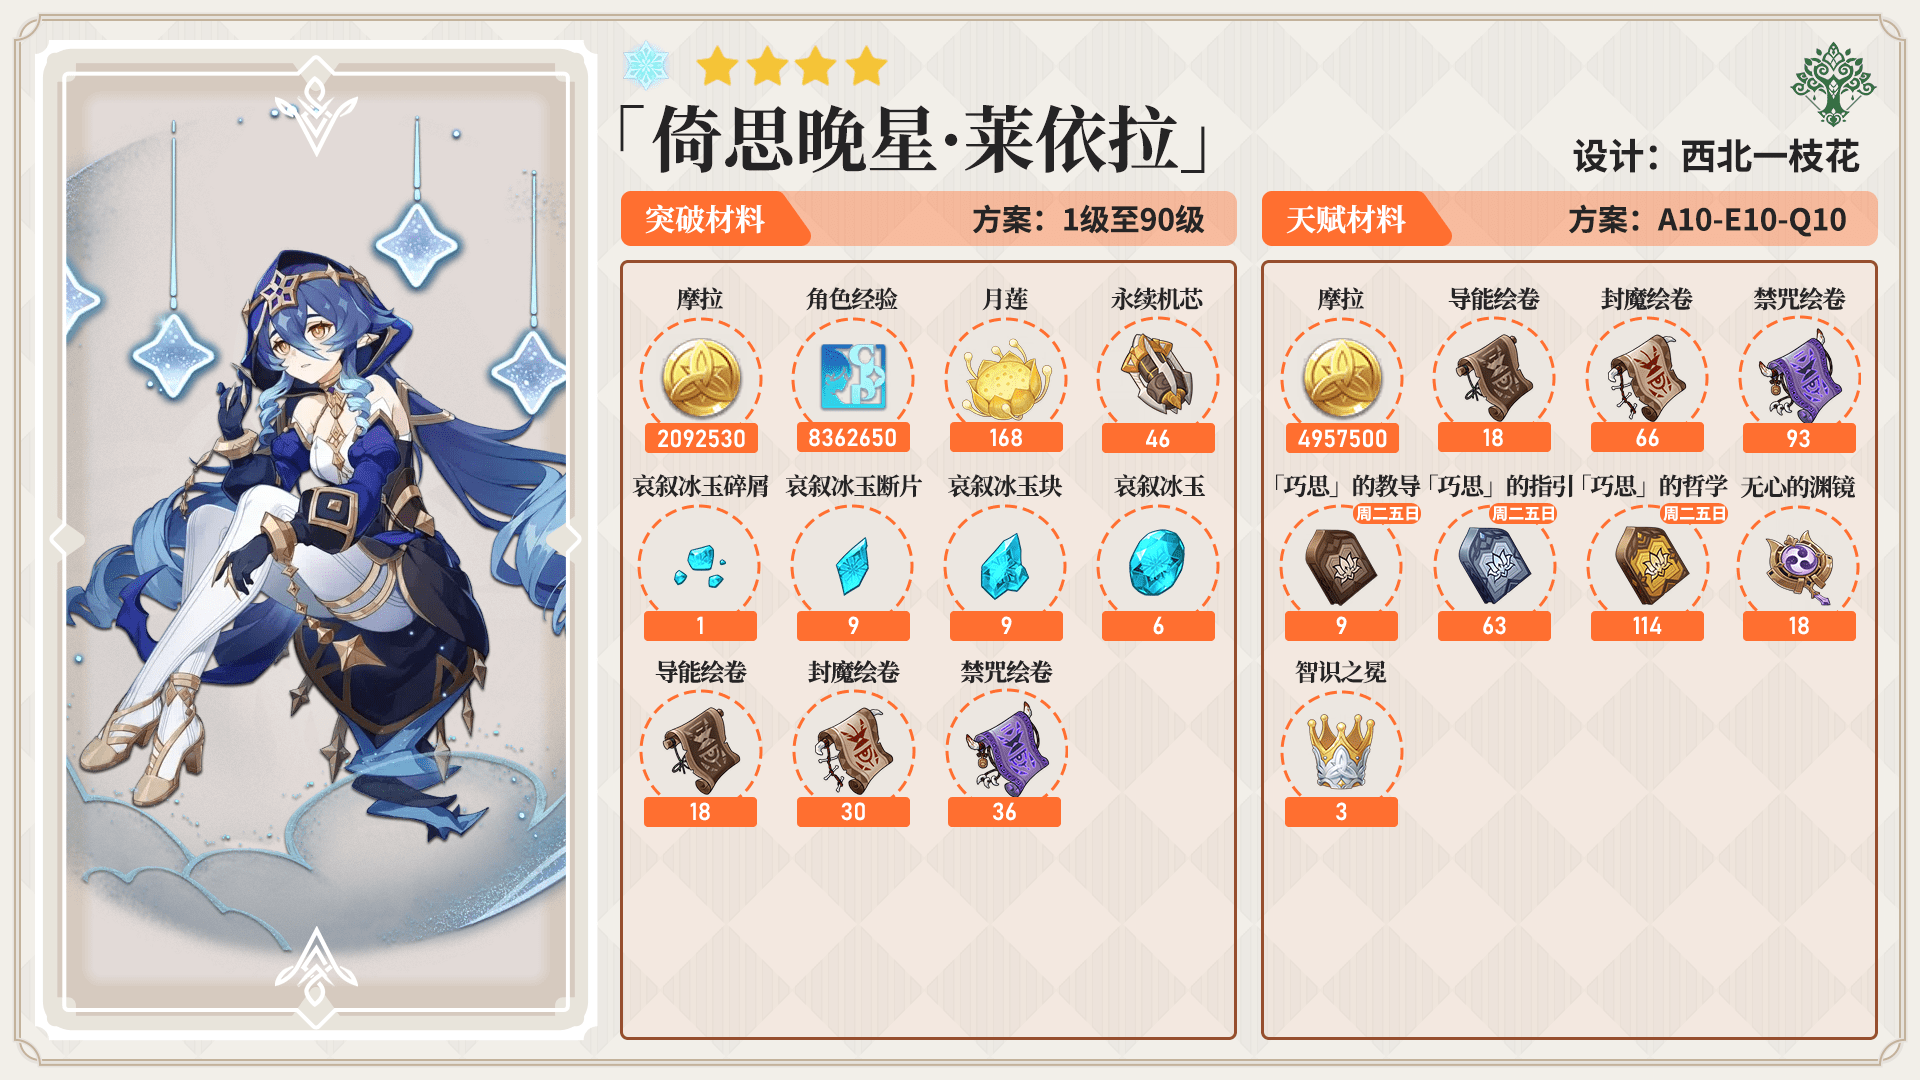 「倚思晚星·莱依拉」
设计：西北一枝花
突破材料 方案：1级至90级
摩拉 角色经验 月莲 永续机芯
2092530 8362650 168 46
哀叙冰玉碎屑 哀叙冰玉断片 哀叙冰玉块 哀叙冰玉
1 9 9 6
导能绘卷 封魔绘卷 禁咒绘卷
18 30 36
天赋材料 方案：A10-E10-Q10
摩拉 导能绘卷 封魔绘卷 禁咒绘卷
4957500 18 66 93
「巧思」的教导 「巧思」的指引 「巧思」的哲学 无心的渊镜
周二五日 周二五日 周二五日
9 63 114 18
智识之冕
3